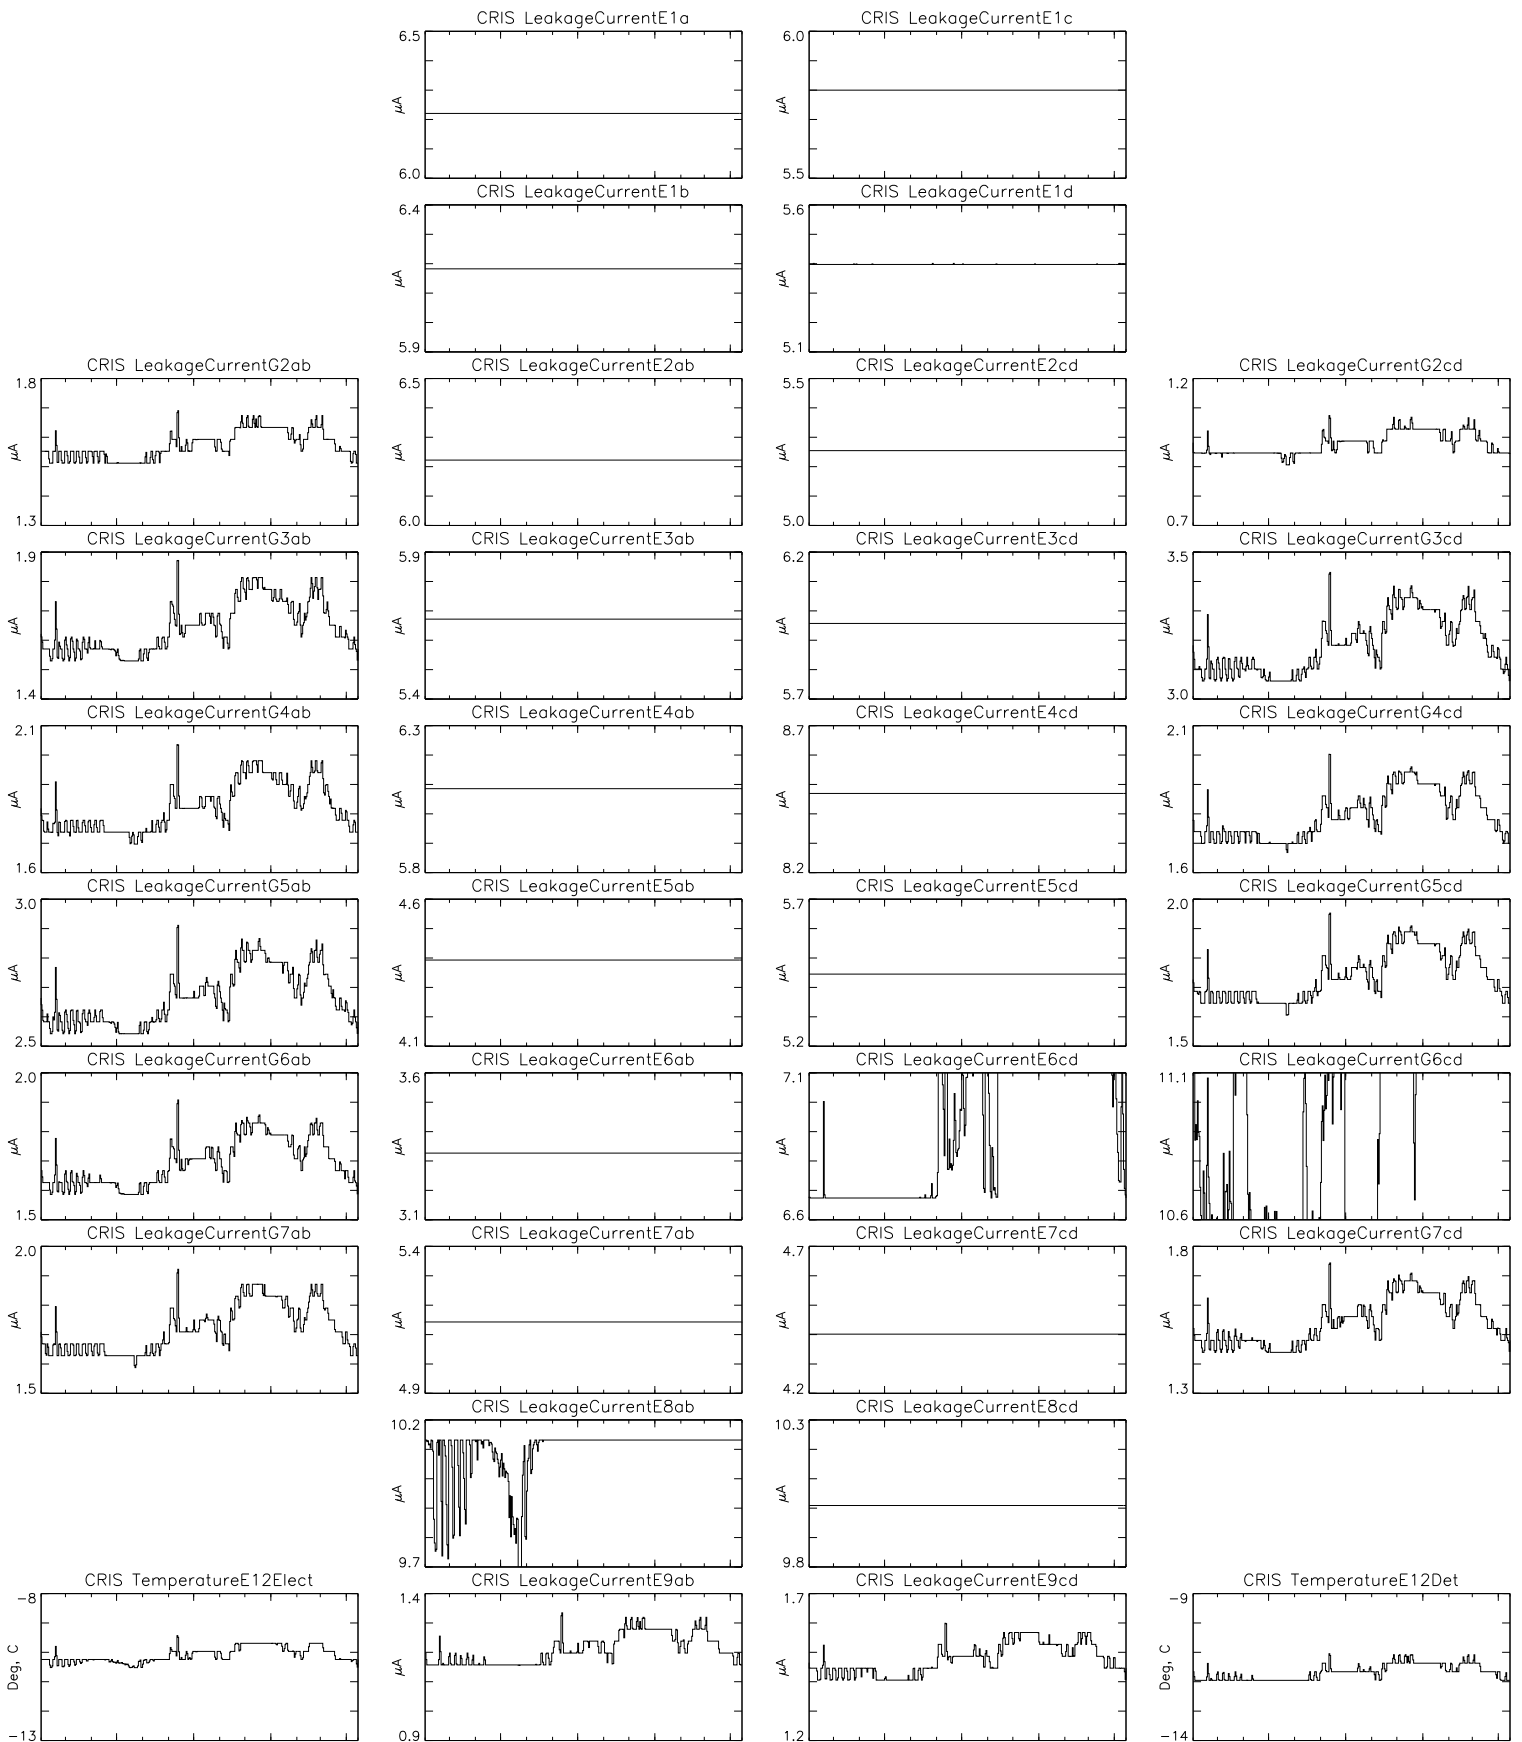 CRIS LeakageCurrentE1a
6.5
μA
6.0
CRIS LeakageCurrentE1c
6.0
μA
5.5
CRIS LeakageCurrentE1b
6.4
μA
5.9
CRIS LeakageCurrentE1d
5.6
μA
5.1
CRIS LeakageCurrentG2ab
1.8
μA
1.3
CRIS LeakageCurrentE2ab
6.5
μA
6.0
CRIS LeakageCurrentE2cd
5.5
μA
5.0
CRIS LeakageCurrentG2cd
1.2
μA
0.7
CRIS LeakageCurrentG3ab
1.9
μA
1.4
CRIS LeakageCurrentE3ab
5.9
μA
5.4
CRIS LeakageCurrentE3cd
6.2
μA
5.7
CRIS LeakageCurrentG3cd
3.5
μA
3.0
CRIS LeakageCurrentG4ab
2.1
μA
1.6
CRIS LeakageCurrentE4ab
6.3
μA
5.8
CRIS LeakageCurrentE4cd
8.7
μA
8.2
CRIS LeakageCurrentG4cd
2.1
μA
1.6
CRIS LeakageCurrentG5ab
3.0
μA
2.5
CRIS LeakageCurrentE5ab
4.6
μA
4.1
CRIS LeakageCurrentE5cd
5.7
μA
5.2
CRIS LeakageCurrentG5cd
2.0
μA
1.5
CRIS LeakageCurrentG6ab
2.0
μA
1.5
CRIS LeakageCurrentE6ab
3.6
μA
3.1
CRIS LeakageCurrentE6cd
7.1
μA
6.6
CRIS LeakageCurrentG6cd
11.1
μA
10.6
CRIS LeakageCurrentG7ab
2.0
μA
1.5
CRIS LeakageCurrentE7ab
5.4
μA
4.9
CRIS LeakageCurrentE7cd
4.7
μA
4.2
CRIS LeakageCurrentG7cd
1.8
μA
1.3
CRIS LeakageCurrentE8ab
10.2
μA
9.7
CRIS LeakageCurrentE8cd
10.3
μA
9.8
CRIS TemperatureE12Elect
-8
Deg, C
-13
CRIS LeakageCurrentE9ab
1.4
μA
0.9
CRIS LeakageCurrentE9cd
1.7
μA
1.2
CRIS TemperatureE12Det
-9
Deg, C
-14